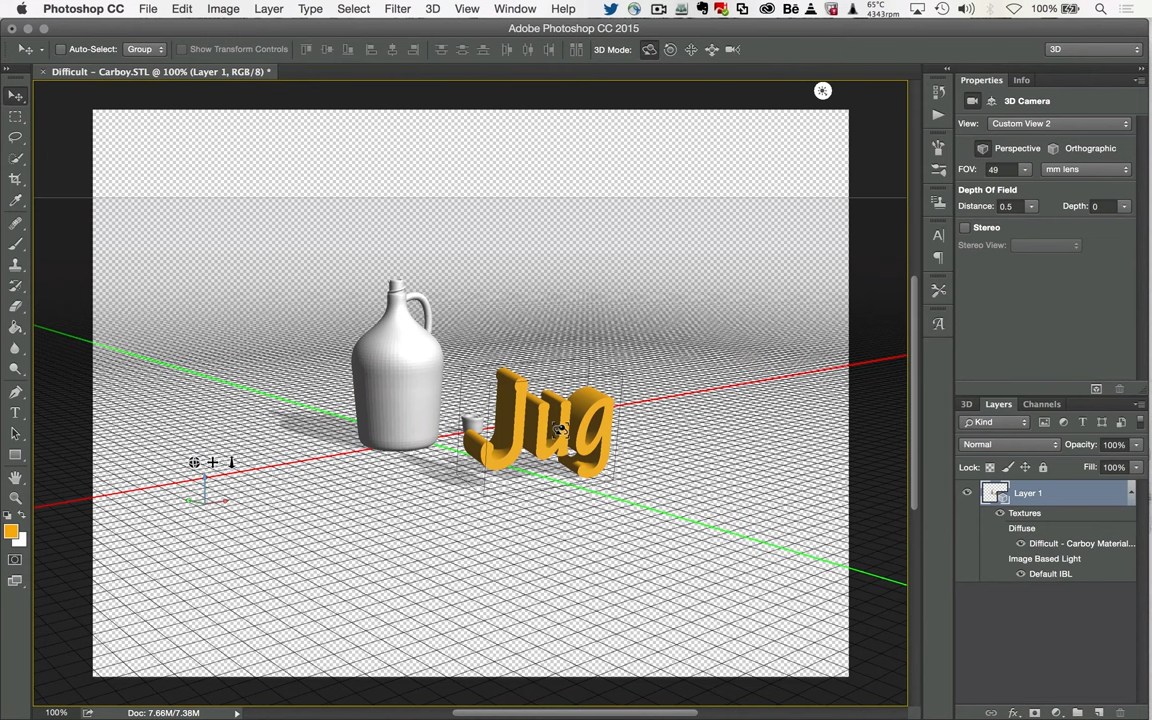 Photoshop CC File Edit Image Layer Type Select Filter 3D View Window Help 65°C 4343rpm 100%
Adobe Photoshop CC 2015
Auto-Select: Group Show Transform Controls 3D Mode: 3D
Difficult - Carboy.STL @ 100% (Layer 1, RGB/8) *
Properties Info
3D Camera
View: Custom View 2
Perspective Orthographic
FOV: 49 mm lens
Depth Of Field
Distance: 0.5 Depth: 0
Stereo
Stereo View:
Jug
3D Layers Channels
Kind
Normal Opacity: 100%
Lock: Fill: 100%
Layer 1
Textures
Diffuse
Difficult - Carboy Material...
Image Based Light
Default IBL
100% Doc: 7.66M/7.38M